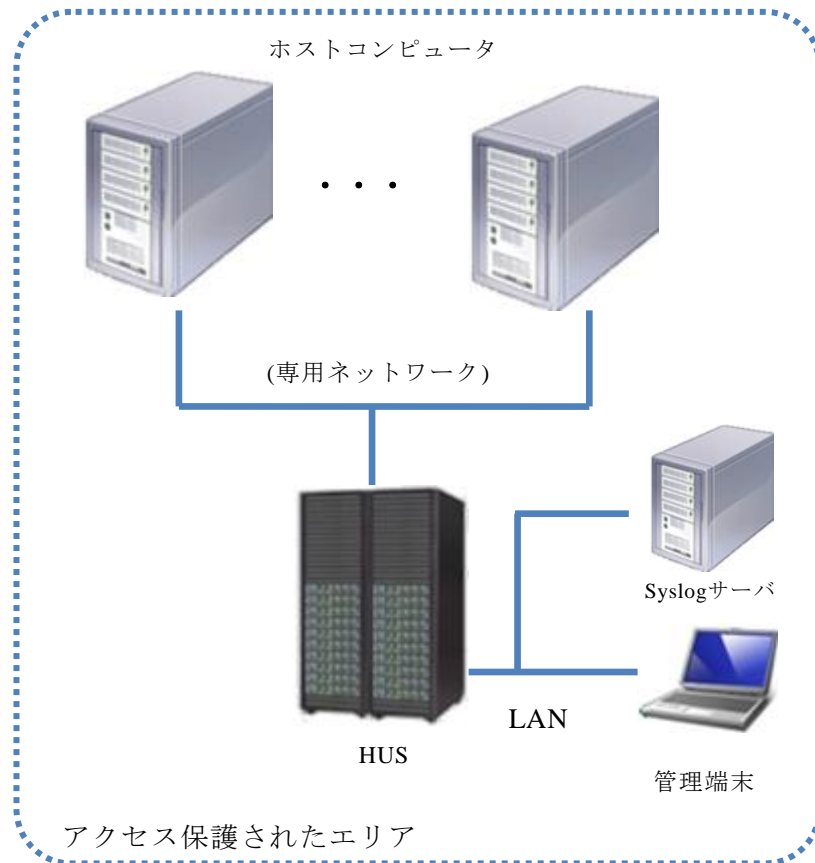 ホストコンピュータ
・・・
(専用ネットワーク)
Syslogサーバ
LAN
HUS
管理端末
アクセス保護されたエリア